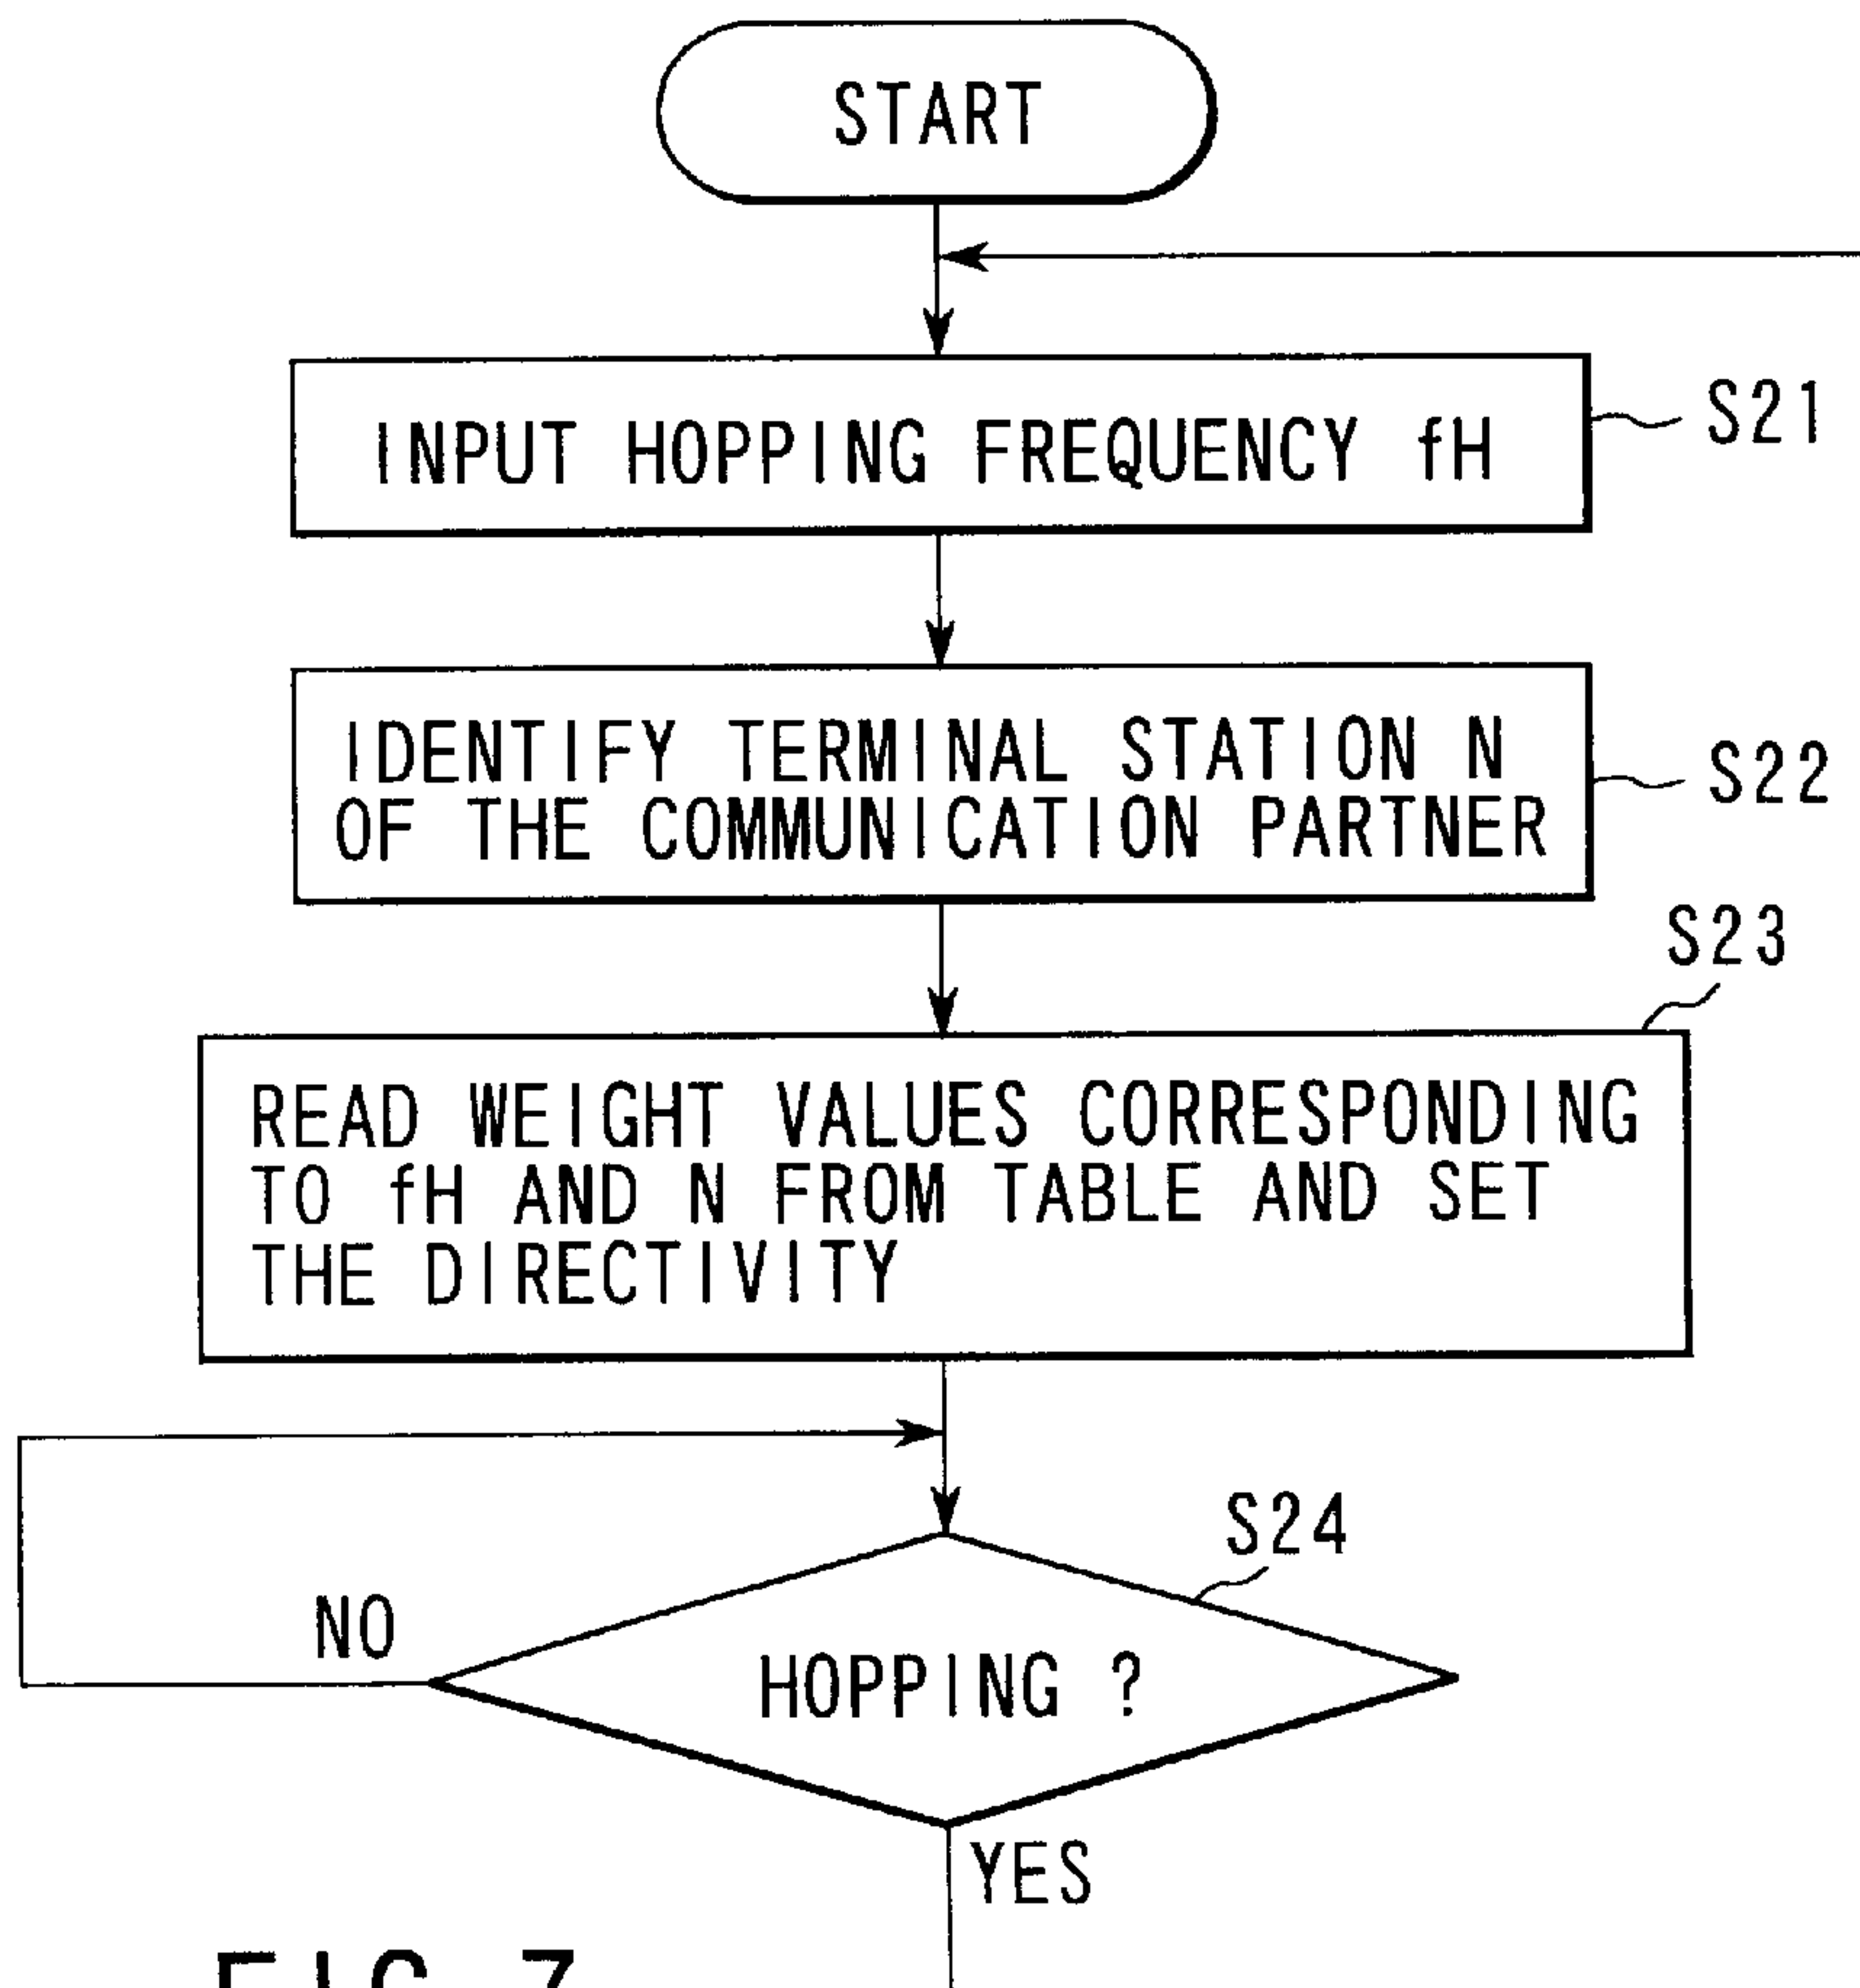 START
INPUT HOPPING FREQUENCY fH
S21
IDENTIFY TERMINAL STATION N
OF THE COMMUNICATION PARTNER
S22
S23
READ WEIGHT VALUES CORRESPONDING
TO fH AND N FROM TABLE AND SET
THE DIRECTIVITY
S24
NO
HOPPING ?
YES